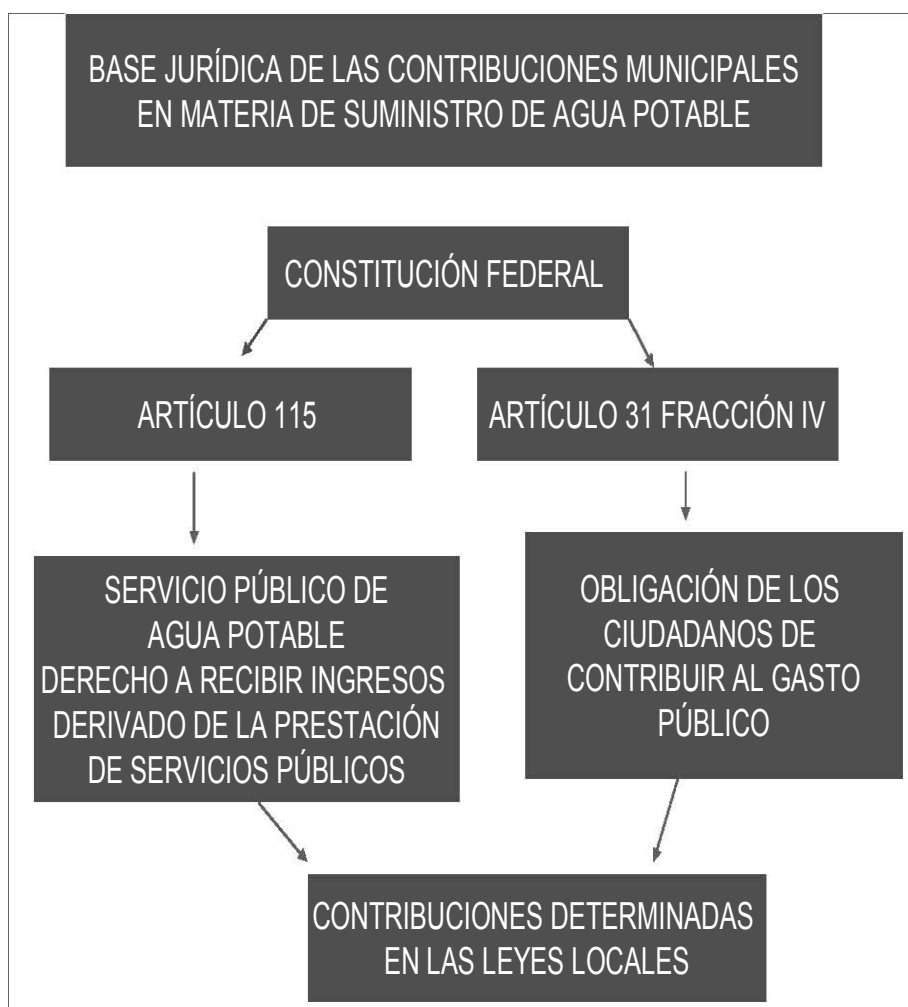 BASE JURÍDICA DE LAS CONTRIBUCIONES MUNICIPALES
EN MATERIA DE SUMINISTRO DE AGUA POTABLE
CONSTITUCIÓN FEDERAL
ARTÍCULO 115
ARTÍCULO 31 FRACCIÓN IV
SERVICIO PÚBLICO DE
AGUA POTABLE
DERECHO A RECIBIR INGRESOS
DERIVADO DE LA PRESTACIÓN
DE SERVICIOS PÚBLICOS
OBLIGACIÓN DE LOS
CIUDADANOS DE
CONTRIBUIR AL GASTO
PÚBLICO
CONTRIBUCIONES DETERMINADAS
EN LAS LEYES LOCALES